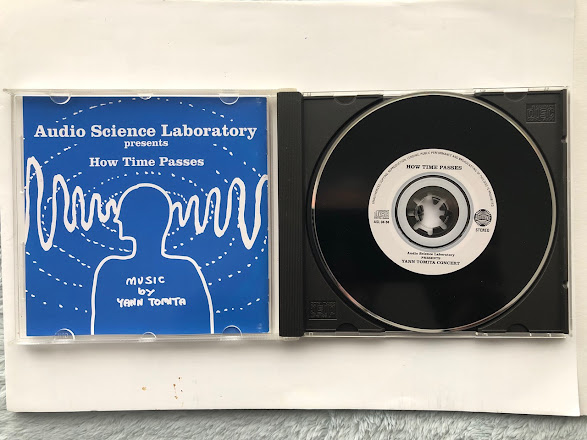 Audio Science Laboratory
presents
How Time Passes
MUSIC
by
YANN TOMITA
HOW TIME PASSES
STEREO
Audio Science Laboratory
PRESENTS
YANN TOMITA CONCERT